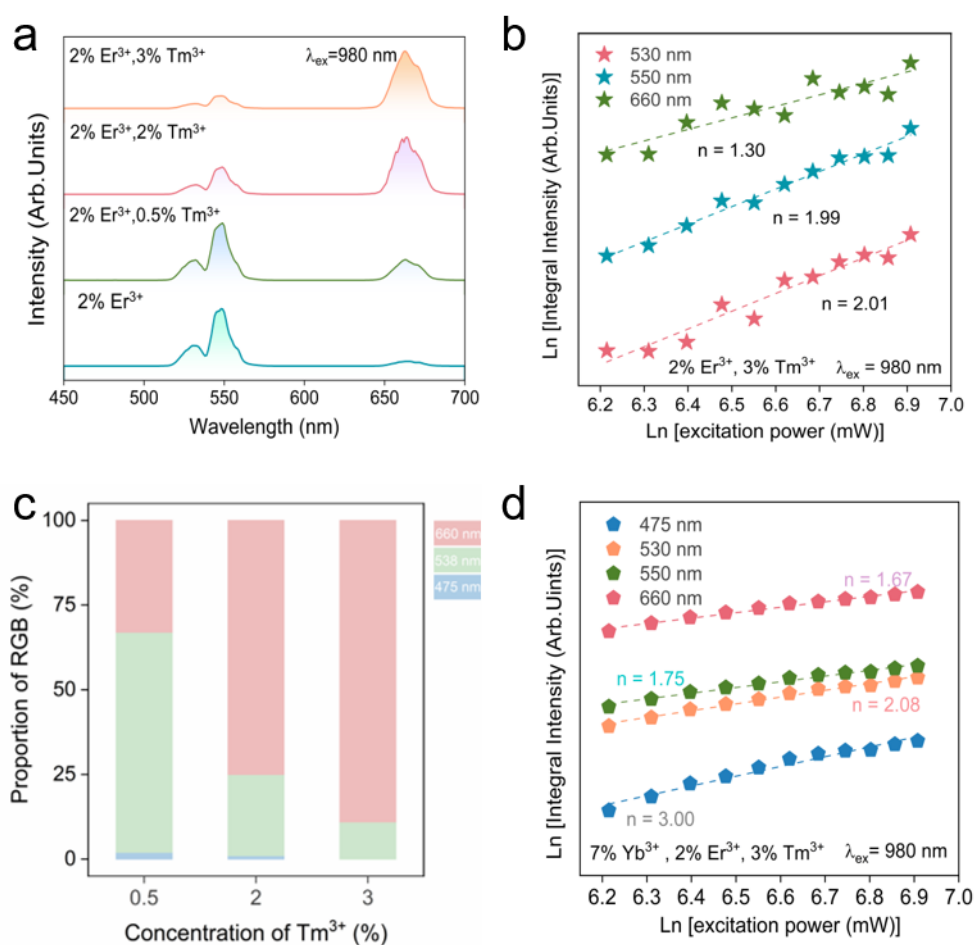 a
2% Er³⁺,3% Tm³⁺
λex=980 nm
2% Er³⁺,2% Tm³⁺
2% Er³⁺,0.5% Tm³⁺
2% Er³⁺
Intensity (Arb.Units)
450 500 550 600 650 700
Wavelength (nm)
b
530 nm
550 nm
660 nm
n = 1.30
n = 1.99
n = 2.01
2% Er³⁺, 3% Tm³⁺ λex = 980 nm
Ln [Integral Intensity (Arb.Units)]
6.2 6.3 6.4 6.5 6.6 6.7 6.8 6.9 7.0
Ln [excitation power (mW)]
c
100
75
50
25
0
Proportion of RGB (%)
660 nm
538 nm
475 nm
0.5 2 3
Concentration of Tm³⁺ (%)
d
475 nm
530 nm
550 nm
660 nm
n = 1.67
n = 1.75
n = 2.08
n = 3.00
7% Yb³⁺ , 2% Er³⁺, 3% Tm³⁺ λex = 980 nm
Ln [Integral Intensity (Arb.Uints)]
6.2 6.3 6.4 6.5 6.6 6.7 6.8 6.9 7.0
Ln [excitation power (mW)]